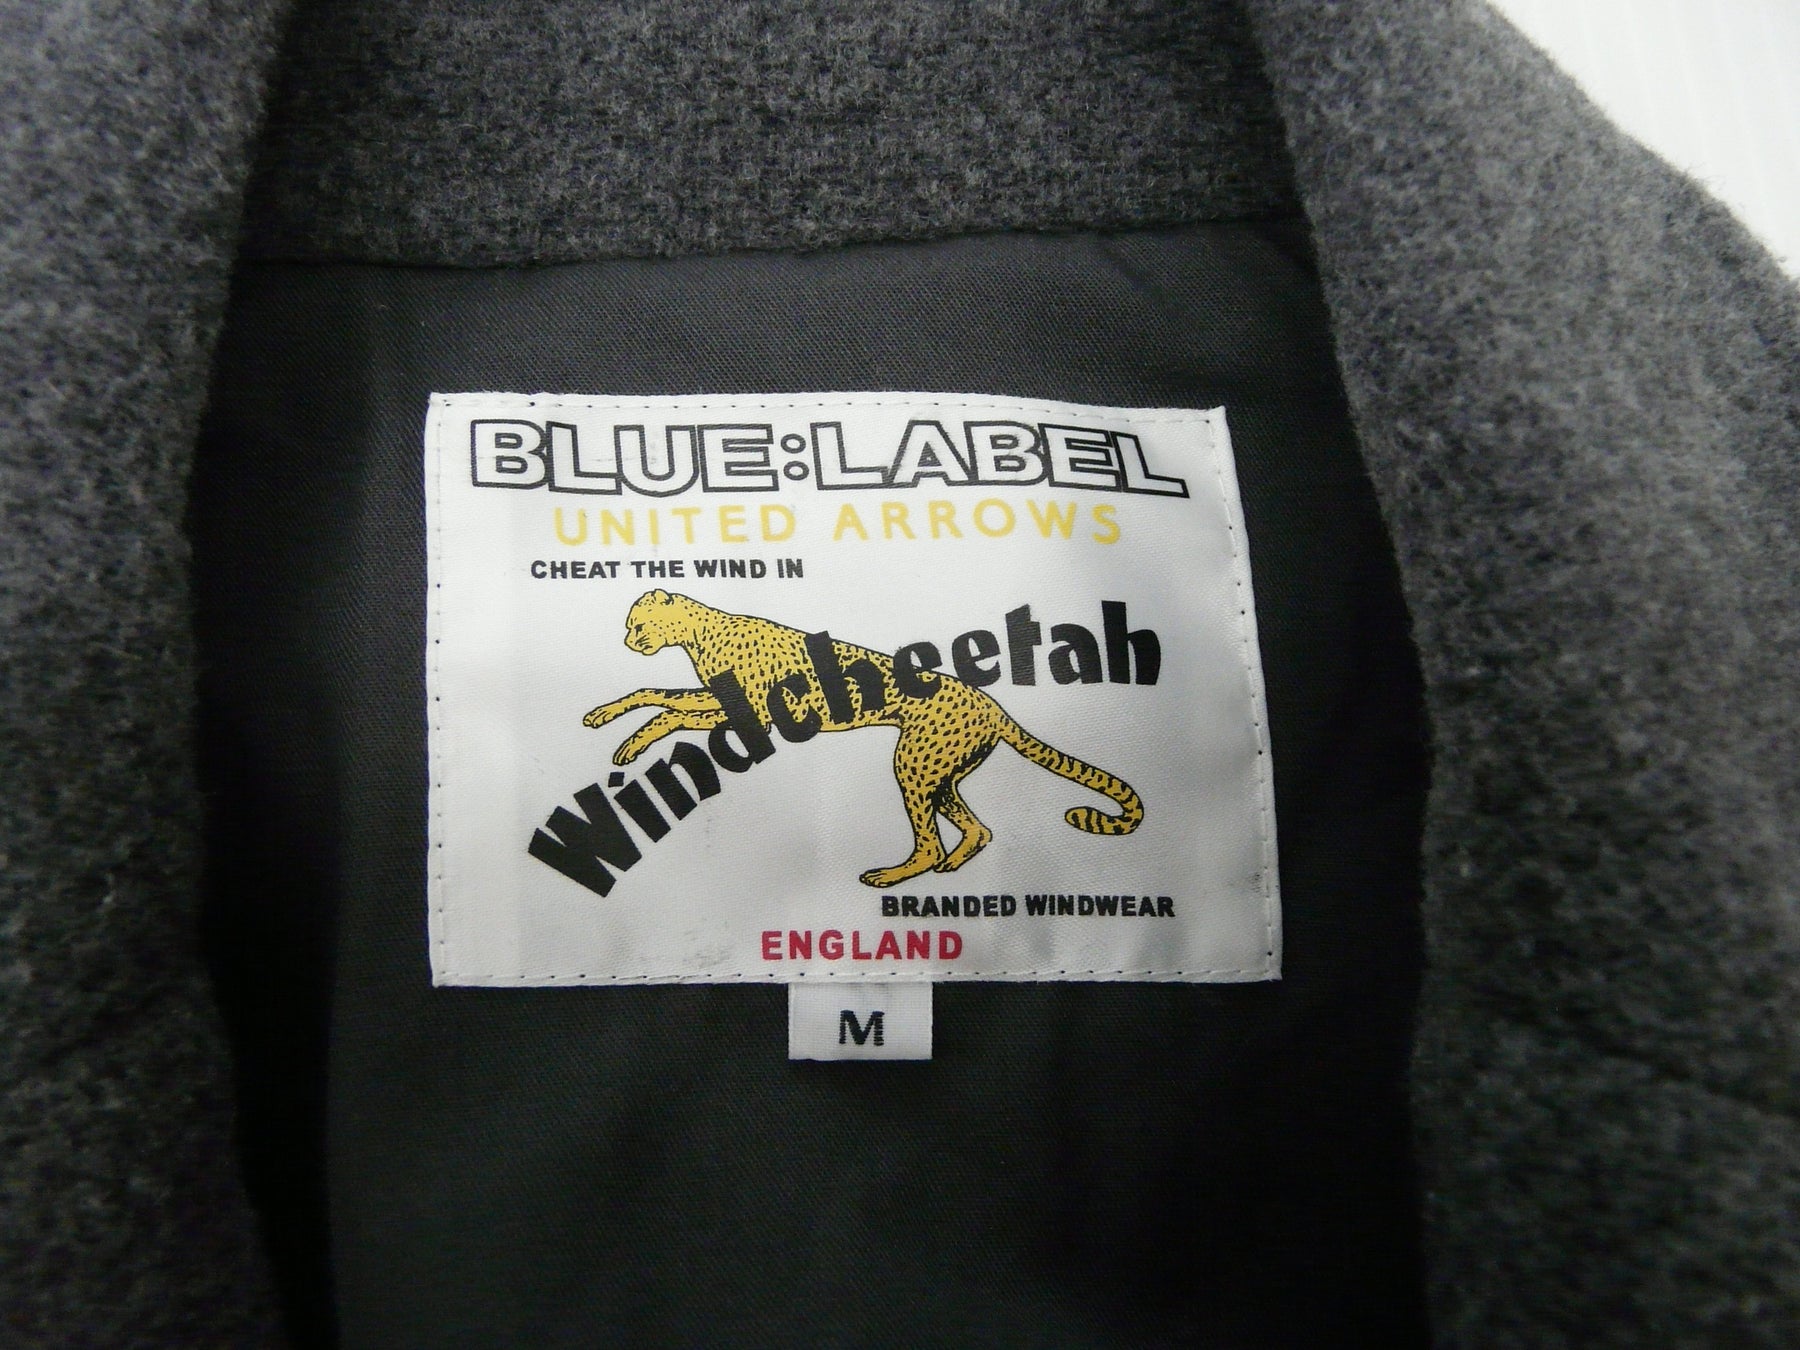 BLUE:LABEL
UNITED ARROWS
CHEAT THE WIND IN
Windcheetah
BRANDED WINDWEAR
ENGLAND
M